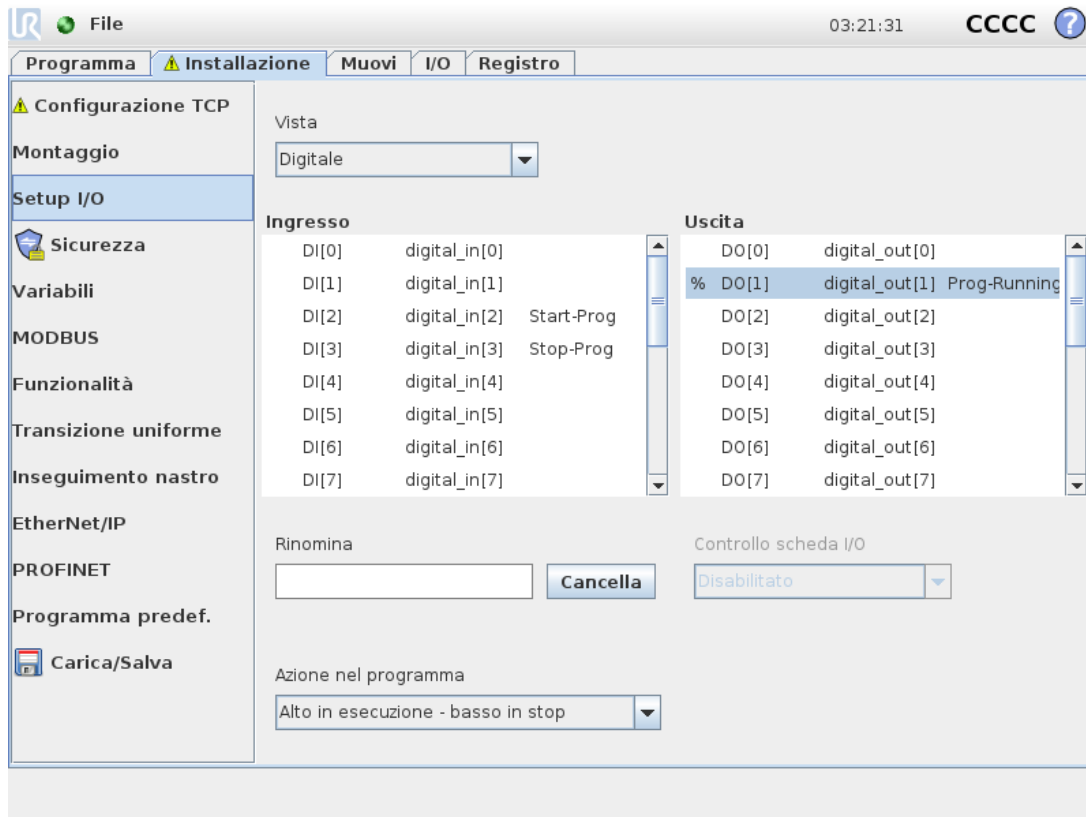 UR File 03:21:31 CCCC ?
Programma Installazione Muovi I/O Registro
Configurazione TCP
Montaggio
Setup I/O
Sicurezza
Variabili
MODBUS
Funzionalità
Transizione uniforme
Inseguimento nastro
EtherNet/IP
PROFINET
Programma predef.
Carica/Salva
Vista
Digitale
Ingresso
DI[0] digital_in[0]
DI[1] digital_in[1]
DI[2] digital_in[2] Start-Prog
DI[3] digital_in[3] Stop-Prog
DI[4] digital_in[4]
DI[5] digital_in[5]
DI[6] digital_in[6]
DI[7] digital_in[7]
Uscita
DO[0] digital_out[0]
% DO[1] digital_out[1] Prog-Running
DO[2] digital_out[2]
DO[3] digital_out[3]
DO[4] digital_out[4]
DO[5] digital_out[5]
DO[6] digital_out[6]
DO[7] digital_out[7]
Rinomina
Cancella
Controllo scheda I/O
Disabilitato
Azione nel programma
Alto in esecuzione - basso in stop